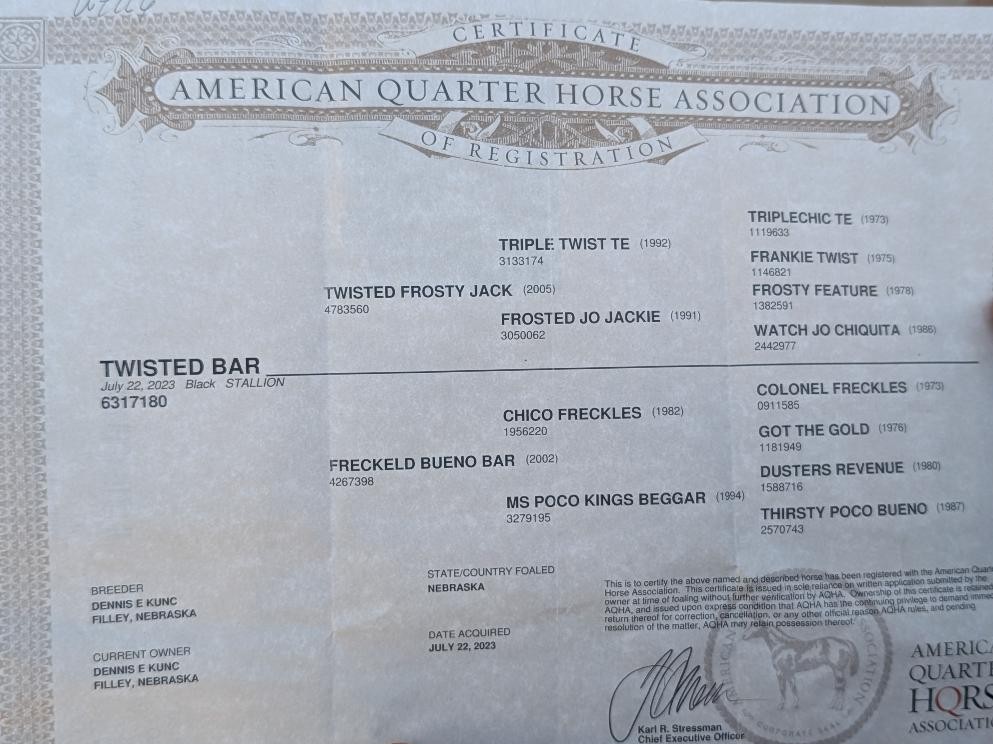 CERTIFICATE
AMERICAN QUARTER HORSE ASSOCIATION
OF REGISTRATION
TRIPLECHIC TE (1973)
1119633
TRIPLE TWIST TE (1992)
3133174
FRANKIE TWIST (1975)
1146821
TWISTED FROSTY JACK (2005)
4783560
FROSTY FEATURE (1978)
1382591
FROSTED JO JACKIE (1991)
3050062
WATCH JO CHIQUITA (1986)
2442977
TWISTED BAR
July 22, 2023 Black STALLION
6317180
COLONEL FRECKLES (1973)
0911585
CHICO FRECKLES (1982)
1956220
GOT THE GOLD (1976)
1181949
FRECKELD BUENO BAR (2002)
4267398
DUSTERS REVENUE (1980)
1588716
MS POCO KINGS BEGGAR (1994)
3279195
THIRSTY POCO BUENO (1987)
2570743
BREEDER
DENNIS E KUNC
FILLEY, NEBRASKA
STATE/COUNTRY FOALED
NEBRASKA
CURRENT OWNER
DENNIS E KUNC
FILLEY, NEBRASKA
DATE ACQUIRED
JULY 22, 2023
This is to certify the above named and described horse has been registered with the American Quar
Horse Association. This certificate is issued in sole reliance on written application submitted by the
owner at time of foaling without further verification by AQHA. Ownership of this certificate is retained
AQHA, and issued upon express condition that AQHA has the continuing privilege to demand immed
return thereof for correction, cancellation, or any other official reason AQHA rules, and pending
resolution of the matter, AQHA may retain possession thereof.
Karl R. Stressman
Chief Executive Officer
AMERICA
QUART
HORS
ASSOCIATI
CORPORATE SEAL